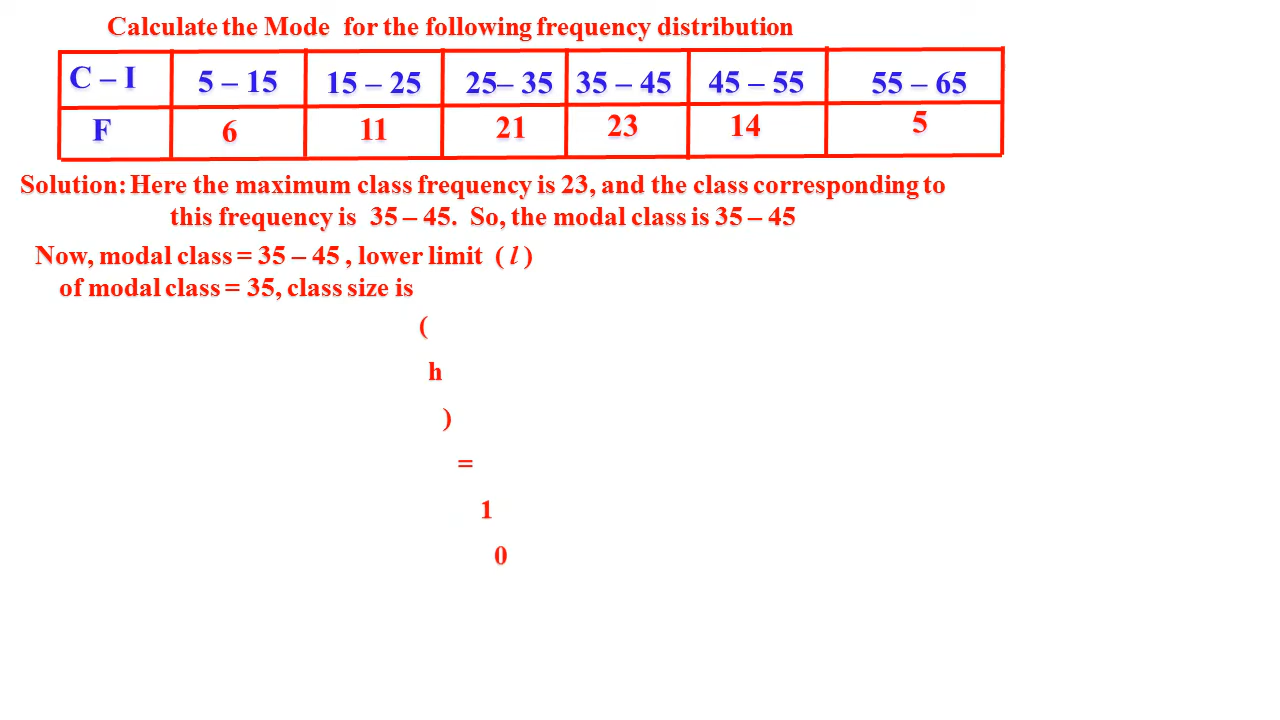 Calculate the Mode for the following frequency distribution
C – I 5 – 15 15 – 25 25– 35 35 – 45 45 – 55 55 – 65
F 6 11 21 23 14 5
Solution: Here the maximum class frequency is 23, and the class corresponding to
this frequency is 35 – 45. So, the modal class is 35 – 45
Now, modal class = 35 – 45 , lower limit ( l )
of modal class = 35, class size is
(
h
)
=
1
0